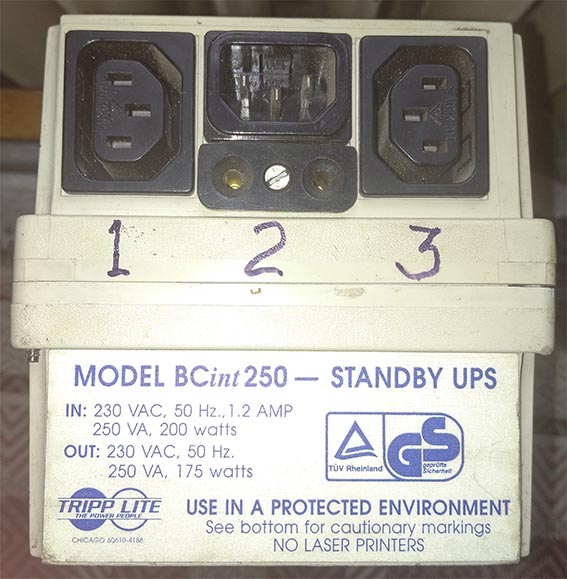 1 2 3
MODEL BCint250 — STANDBY UPS
IN: 230 VAC, 50 Hz., 1.2 AMP
250 VA, 200 watts
OUT: 230 VAC, 50 Hz.
250 VA, 175 watts
TÜV Rheinland
GS
geprüfte
Sicherheit
TRIPP LITE
THE POWER PEOPLE
CHICAGO 60610-4188
USE IN A PROTECTED ENVIRONMENT
See bottom for cautionary markings
NO LASER PRINTERS